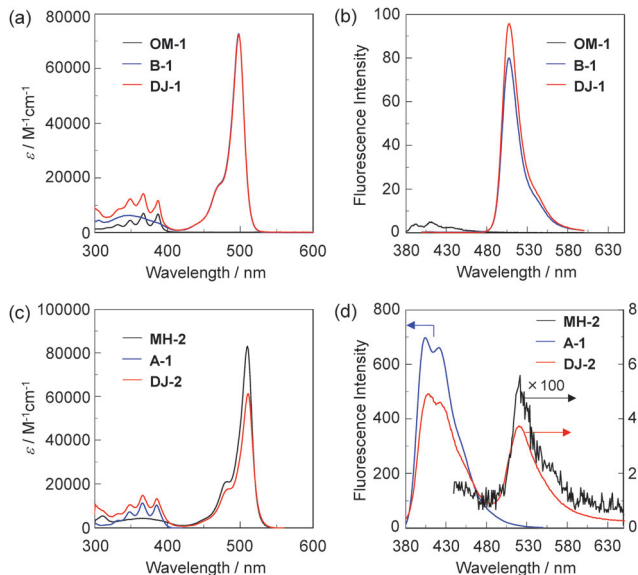 (a)
80000
60000
40000
20000
0
300 400 500 600
ε / M-1cm-1
Wavelength / nm
OM-1
B-1
DJ-1
(b)
100
80
60
40
20
0
380 430 480 530 580 630
Fluorescence Intensity
Wavelength / nm
OM-1
B-1
DJ-1
(c)
100000
80000
60000
40000
20000
0
300 400 500 600
ε / M-1cm-1
Wavelength / nm
MH-2
A-1
DJ-2
(d)
800
600
400
200
0
8
6
4
2
0
380 430 480 530 580 630
Fluorescence Intensity
Wavelength / nm
MH-2
A-1
DJ-2
× 100